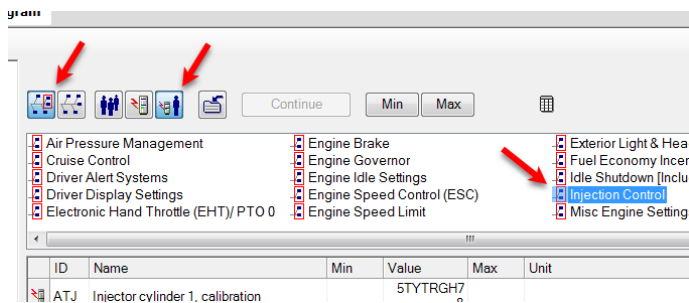 Continue Min Max
Air Pressure Management Engine Brake Exterior Light & Hea
Cruise Control Engine Governor Fuel Economy Incer
Driver Alert Systems Engine Idle Settings Idle Shutdown [Inclu
Driver Display Settings Engine Speed Control (ESC) Injection Control
Electronic Hand Throttle (EHT)/ PTO 0 Engine Speed Limit Misc Engine Setting
ID Name Min Value Max Unit
ATJ Injector cylinder 1, calibration 5TYTRGH7